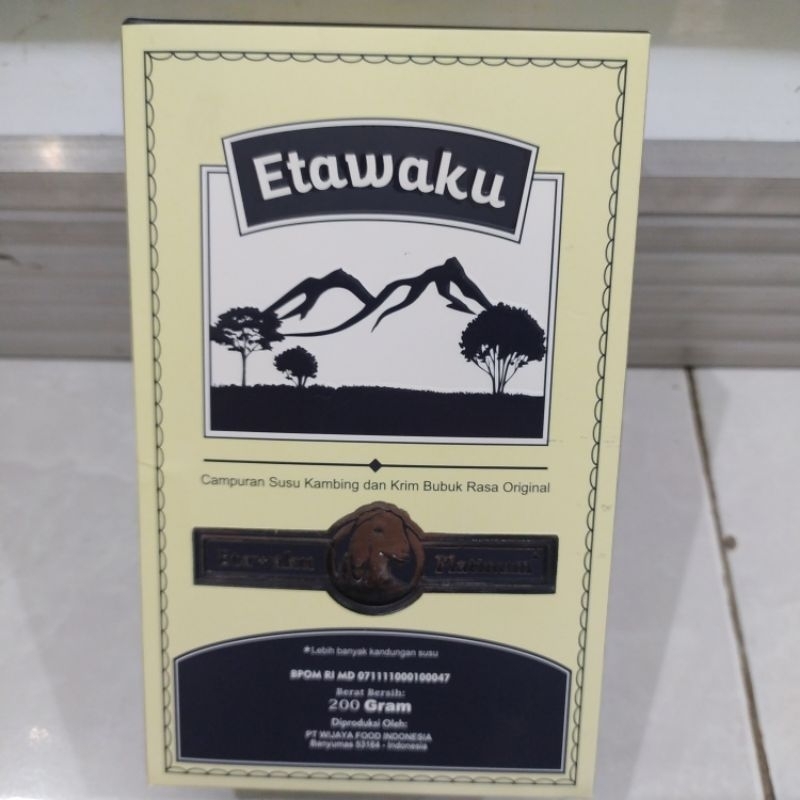 Etawaku
Campuran Susu Kambing dan Krim Bubuk Rasa Original
Platinum*
*Lebih banyak kandungan susu
BPOM RI MD 071111000100047
Berat Bersih:
200 Gram
Diproduksi Oleh:
PT WIJAYA FOOD INDONESIA
Banyumas 53164 - Indonesia